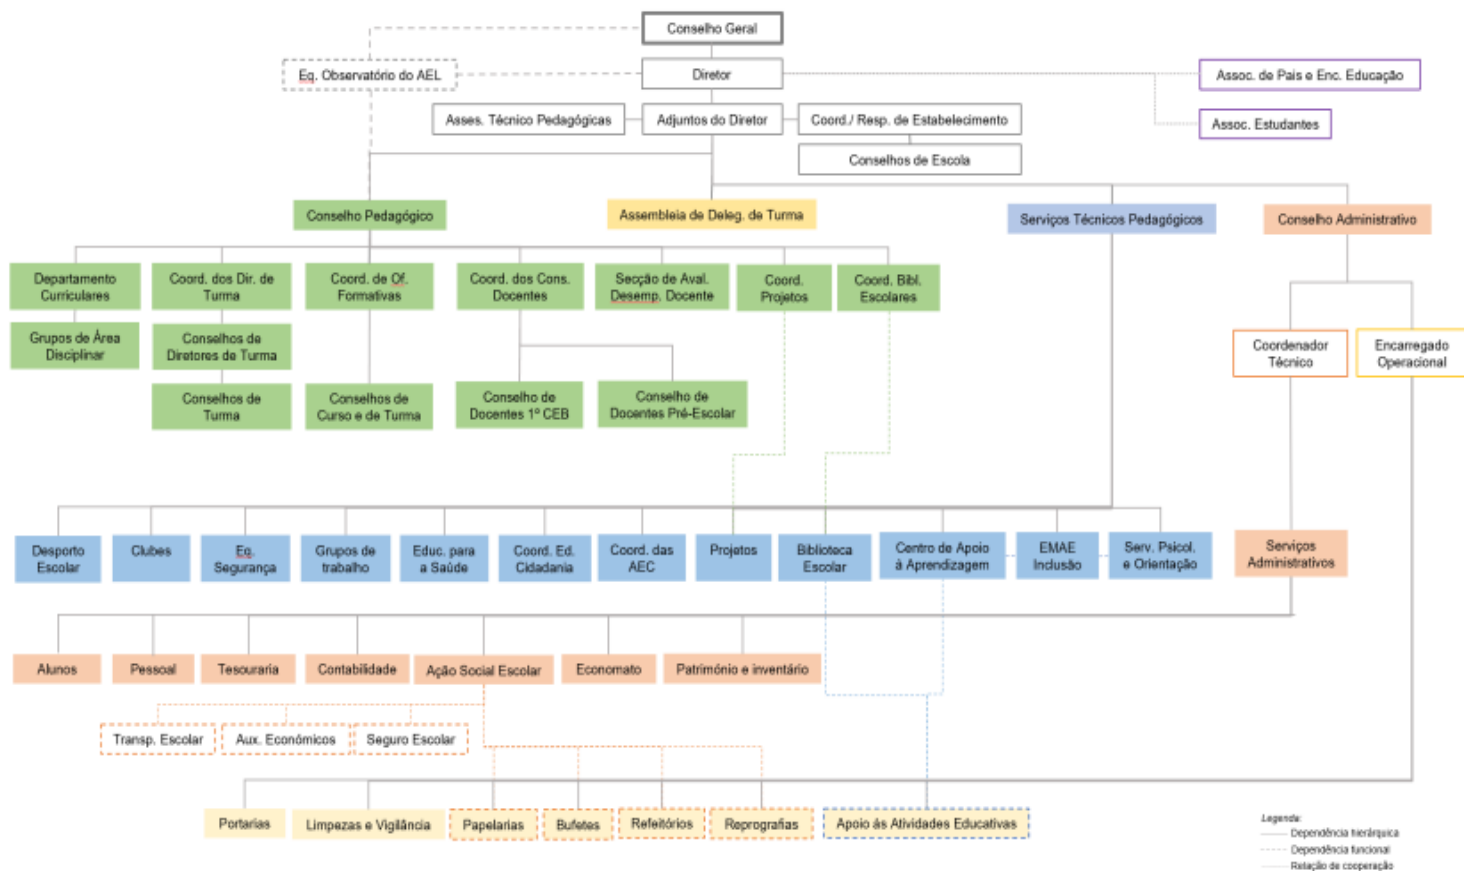 Conselho Geral
Eq. Observatório do AEL
Diretor
Assoc. de Pais e Enc. Educação
Asses. Técnico Pedagógicas
Adjuntos do Diretor
Coord./ Resp. de Estabelecimento
Assoc. Estudantes
Conselhos de Escola
Conselho Pedagógico
Assembleia de Deleg. de Turma
Serviços Técnicos Pedagógicos
Conselho Administrativo
Departamento
Curriculares
Coord. dos Dir. de
Turma
Coord. de Of.
Formativas
Coord. dos Cons.
Docentes
Secção de Aval.
Desemp. Docente
Coord.
Projetos
Coord. Bibl.
Escolares
Grupos de Área
Disciplinar
Conselhos de
Diretores de Turma
Coordenador
Técnico
Encarregado
Operacional
Conselhos de
Turma
Conselhos de
Curso e de Turma
Conselho de
Docentes 1º CEB
Conselho de
Docentes Pré-Escolar
Desporto
Escolar
Clubes
Eq.
Segurança
Grupos de
trabalho
Educ. para
a Saúde
Coord. Ed.
Cidadania
Coord. das
AEC
Projetos
Biblioteca
Escolar
Centro de Apoio
à Aprendizagem
EMAE
Inclusão
Serv. Psicol.
e Orientação
Serviços
Administrativos
Alunos
Pessoal
Tesouraria
Contabilidade
Ação Social Escolar
Economato
Património e inventário
Transp. Escolar
Aux. Económicos
Seguro Escolar
Portarias
Limpezas e Vigilância
Papelarias
Bufetes
Refeitórios
Reprografias
Apoio ás Atividades Educativas
Legenda:
Dependência hierárquica
Dependência funcional
Relação de cooperação